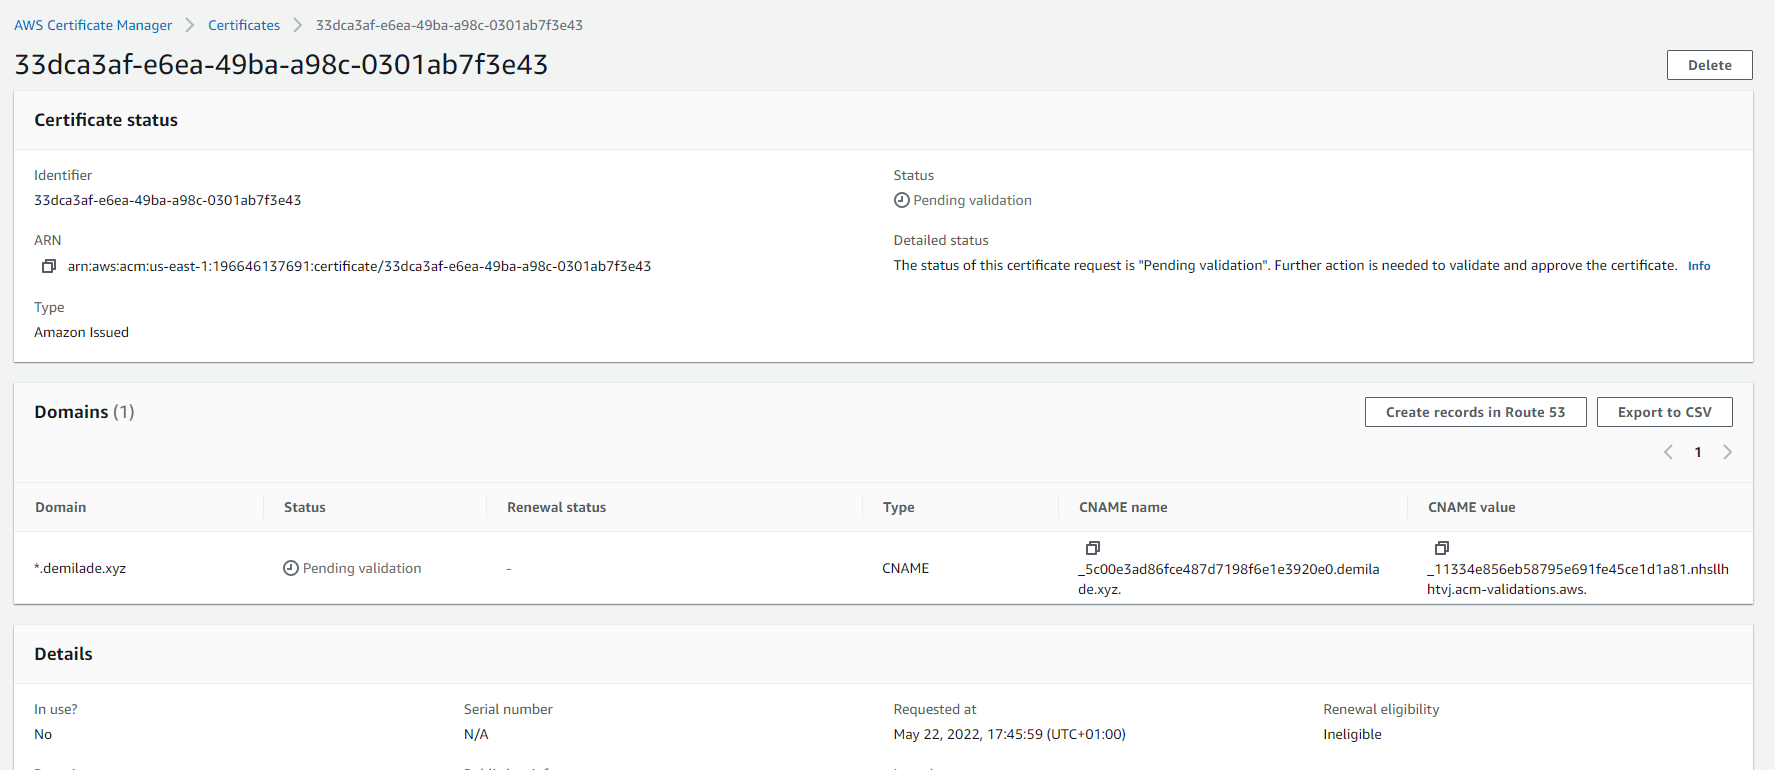 AWS Certificate Manager > Certificates > 33dca3af-e6ea-49ba-a98c-0301ab7f3e43
33dca3af-e6ea-49ba-a98c-0301ab7f3e43
Delete
Certificate status
Identifier
33dca3af-e6ea-49ba-a98c-0301ab7f3e43
Status
Pending validation
ARN
arn:aws:acm:us-east-1:196646137691:certificate/33dca3af-e6ea-49ba-a98c-0301ab7f3e43
Detailed status
The status of this certificate request is "Pending validation". Further action is needed to validate and approve the certificate. Info
Type
Amazon Issued
Domains (1)
Create records in Route 53
Export to CSV
1
Domain Status Renewal status Type CNAME name CNAME value
*.demilade.xyz
Pending validation
-
CNAME
_5c00e3ad86fce487d7198f6e1e3920e0.demila
de.xyz.
_11334e856eb58795e691fe45ce1d1a81.nhsllh
htvj.acm-validations.aws.
Details
In use?
No
Serial number
N/A
Requested at
May 22, 2022, 17:45:59 (UTC+01:00)
Renewal eligibility
Ineligible